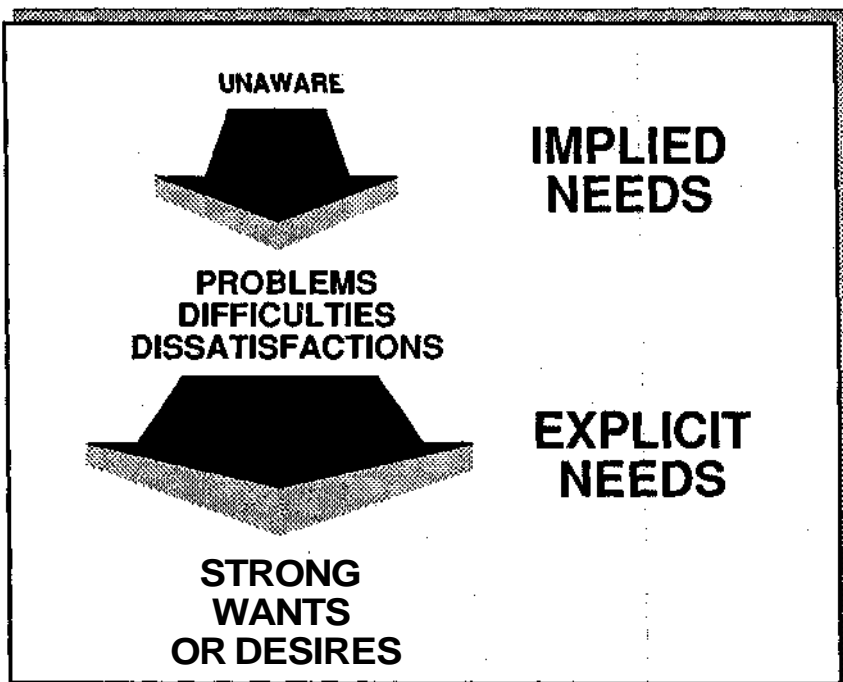 UNAWARE
IMPLIED
NEEDS
PROBLEMS
DIFFICULTIES
DISSATISFACTIONS
EXPLICIT
NEEDS
STRONG
WANTS
OR DESIRES